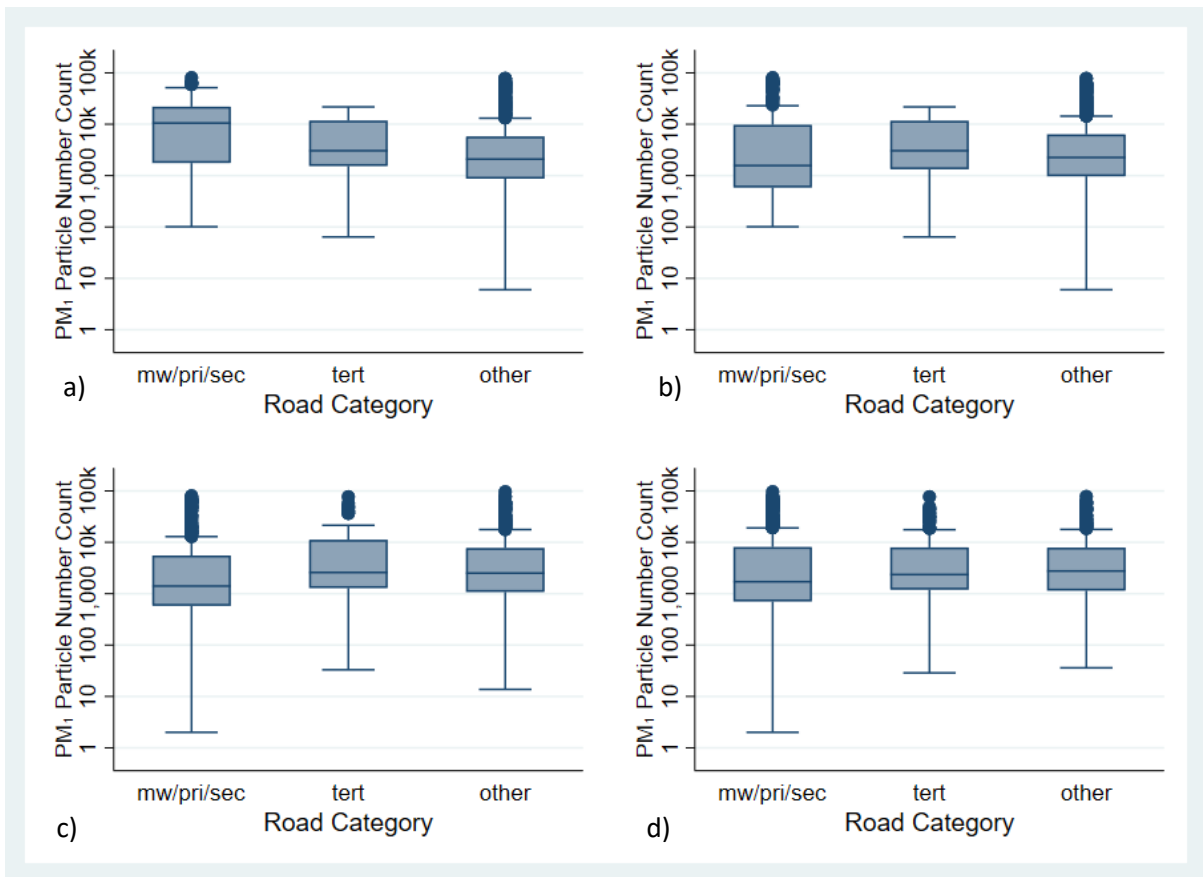 PM₁ Particle Number Count
100k
10k
1,000
100
10
1
mw/pri/sec tert other
Road Category
a)
PM₁ Particle Number Count
100k
10k
1,000
100
10
1
mw/pri/sec tert other
Road Category
b)
PM₁ Particle Number Count
100k
10k
1,000
100
10
1
mw/pri/sec tert other
Road Category
c)
PM₁ Particle Number Count
100k
10k
1,000
100
10
1
mw/pri/sec tert other
Road Category
d)